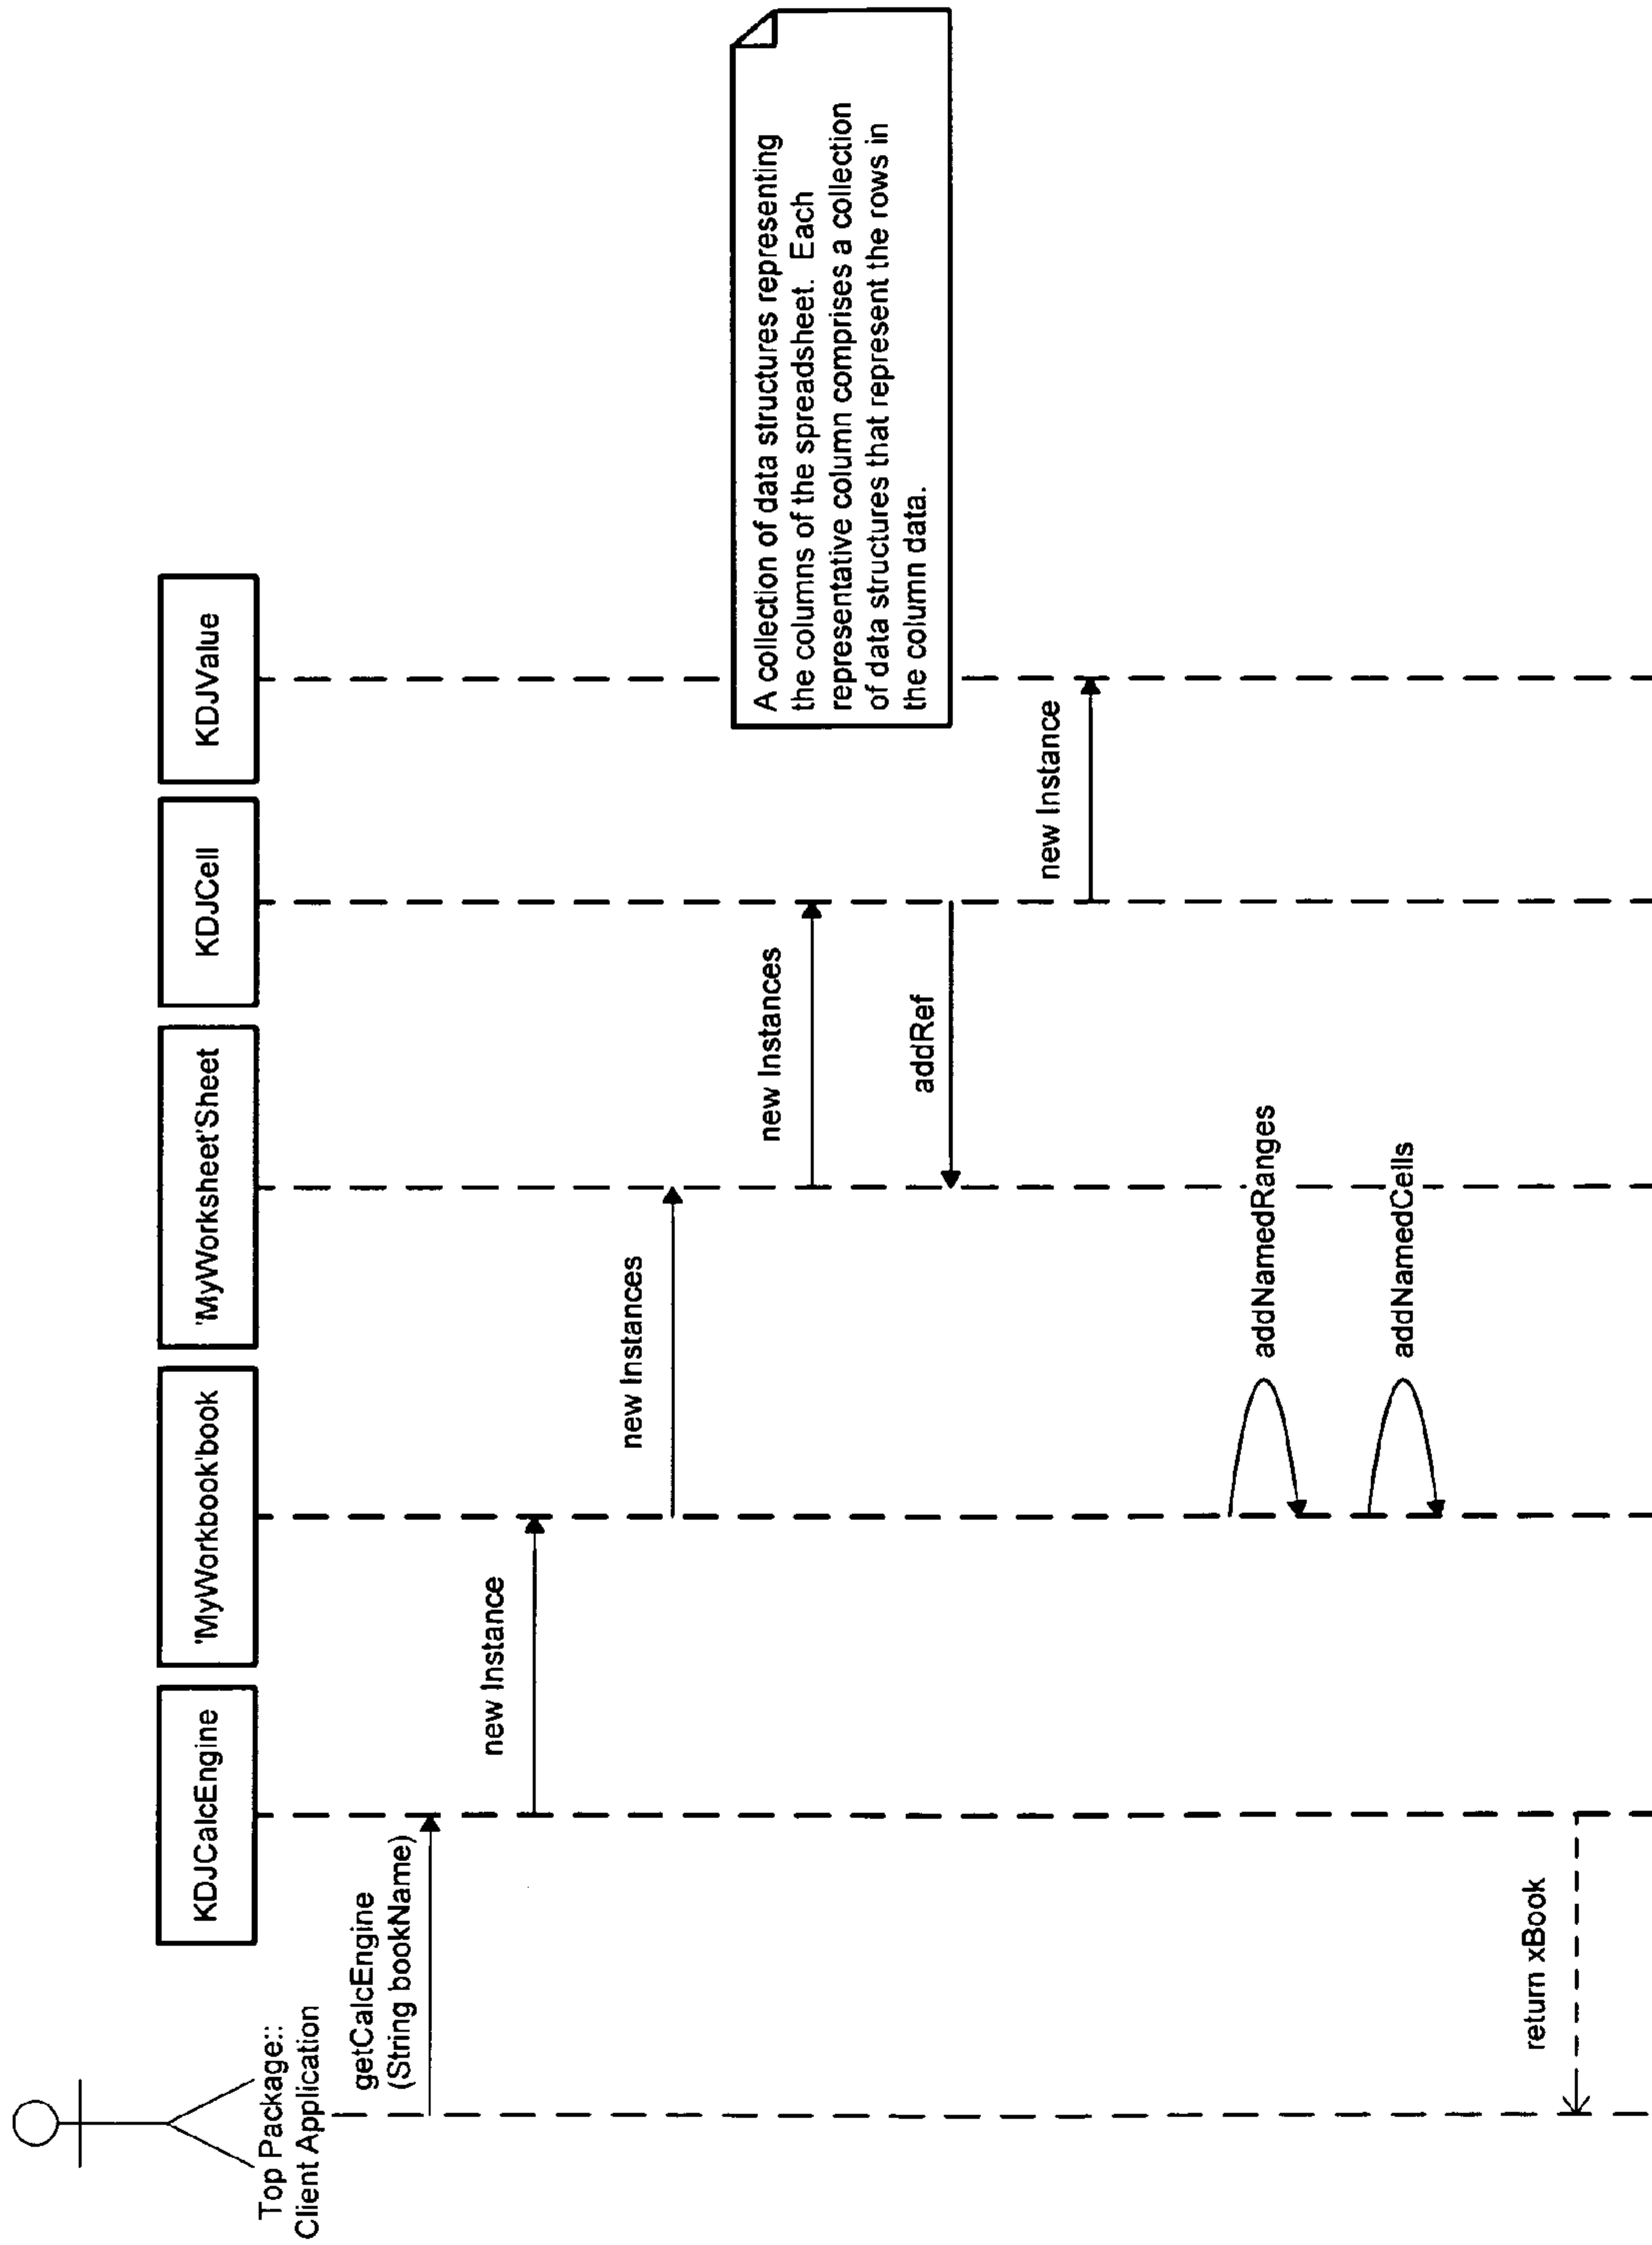 Top Package::
Client Application
KDJCalcEngine
'MyWorkbook'book
'MyWorksheet'Sheet
KDJCell
KDJValue
getCalcEngine
(String bookName)
new Instance
new Instances
A collection of data structures representing
the columns of the spreadsheet. Each
representative column comprises a collection
of data structures that represent the rows in
the column data.
new Instances
addRef
new Instance
addNamedRanges
addNamedCells
return xBook